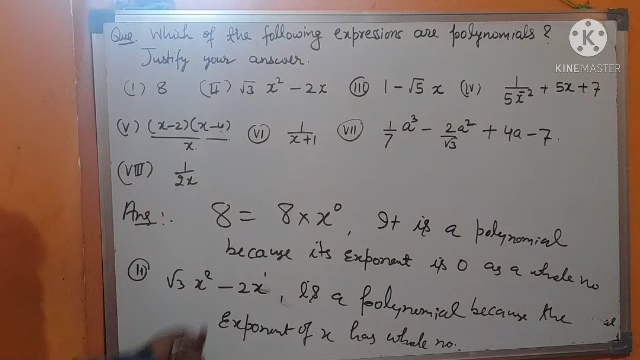 Que. Which of the following expressions are polynomials?
Justify your answer.
(I) 8 (II) √3 x² - 2x (III) 1 - √5 x (IV) 1/5x⁻² + 5x + 7
(V) (x-2)(x-4)/x (VI) 1/x+1 (VII) 1/7 a³ - 2a²/√3 + 4a - 7.
(VIII) 1/2x
Ans:- 8 = 8 × x⁰, It is a polynomial
because its exponent is 0 as a whole no
(II) √3 x² - 2x¹, is a polynomial because the
Exponent of x has whole no.
KINEMASTER